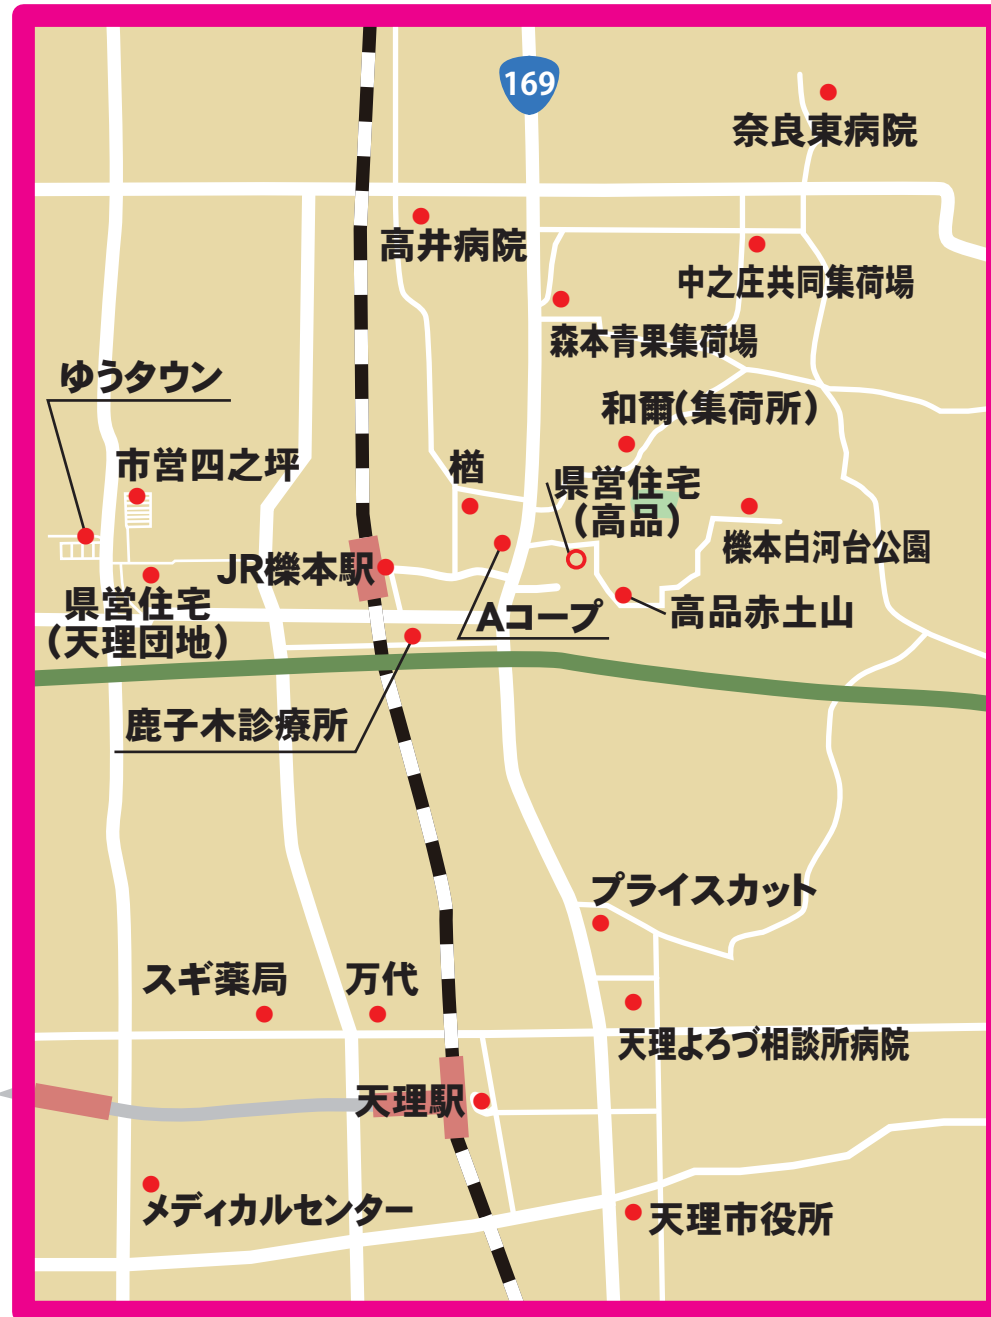 169
奈良東病院
高井病院
中之庄共同集荷場
森本青果集荷場
ゆうタウン
和爾(集荷所)
市営四之坪
楢
県営住宅
(高品)
櫟本白河台公園
JR櫟本駅
県営住宅
(天理団地)
Aコープ
高品赤土山
鹿子木診療所
プライスカット
スギ薬局
万代
天理よろづ相談所病院
天理駅
メディカルセンター
天理市役所